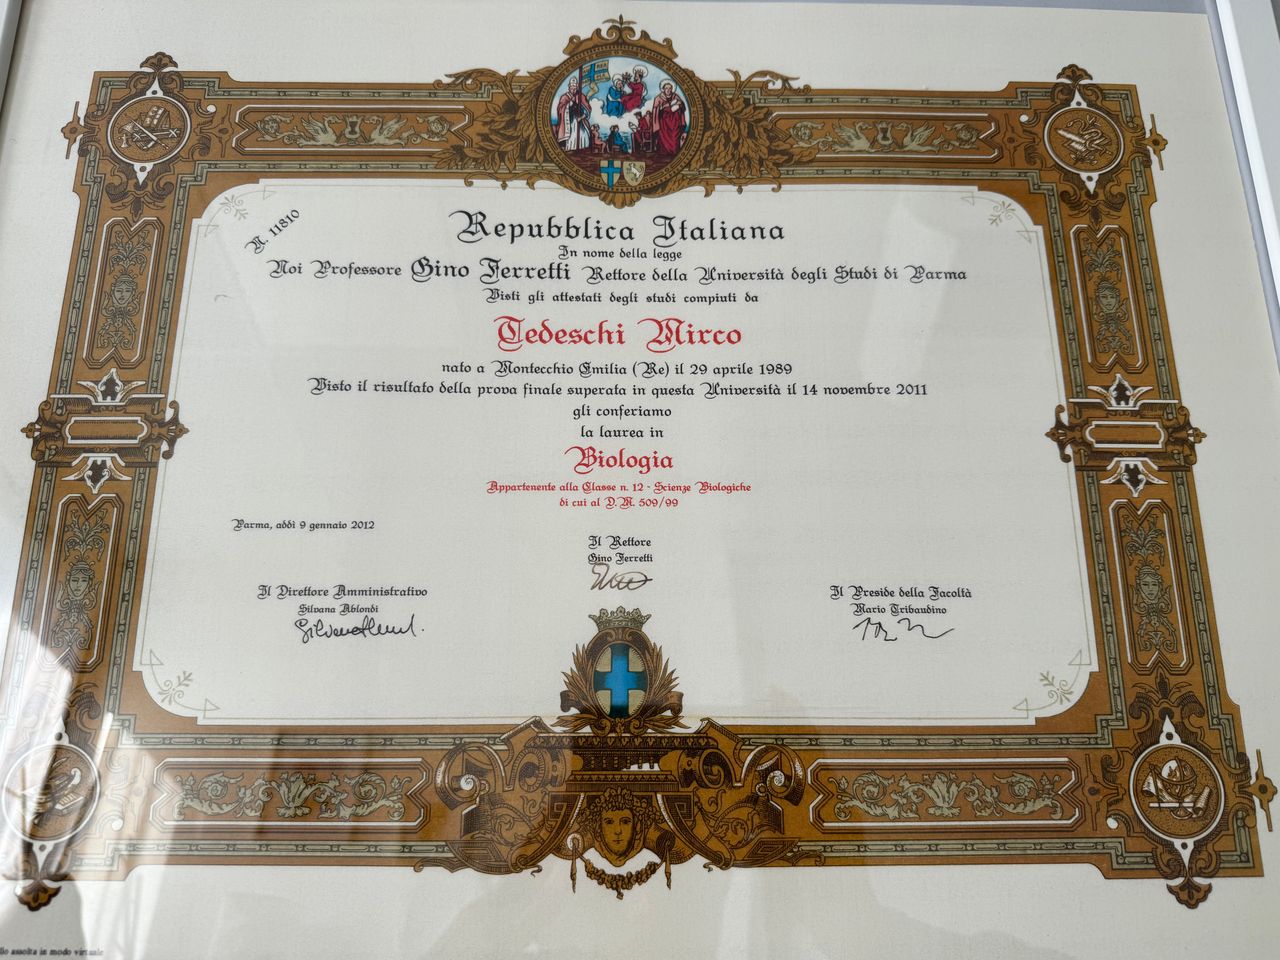 N. 11810
Repubblica Italiana
In nome della legge
Noi Professore Gino Ferretti Rettore della Università degli Studi di Parma
Visti gli attestati degli studi compiuti da
Tedeschi Mirco
nato a Montecchio Emilia (Re) il 29 aprile 1989
Visto il risultato della prova finale superata in questa Università il 14 novembre 2011
gli conferiamo
la laurea in
Biologia
Appartenente alla Classe n. 12 - Scienze Biologiche
di cui al D.M. 509/99
Parma, addì 9 gennaio 2012
Il Rettore
Gino Ferretti
Il Direttore Amministrativo
Silvana Ablondi
Il Preside della Facoltà
Mario Tribaudino
assolta in modo virtuale